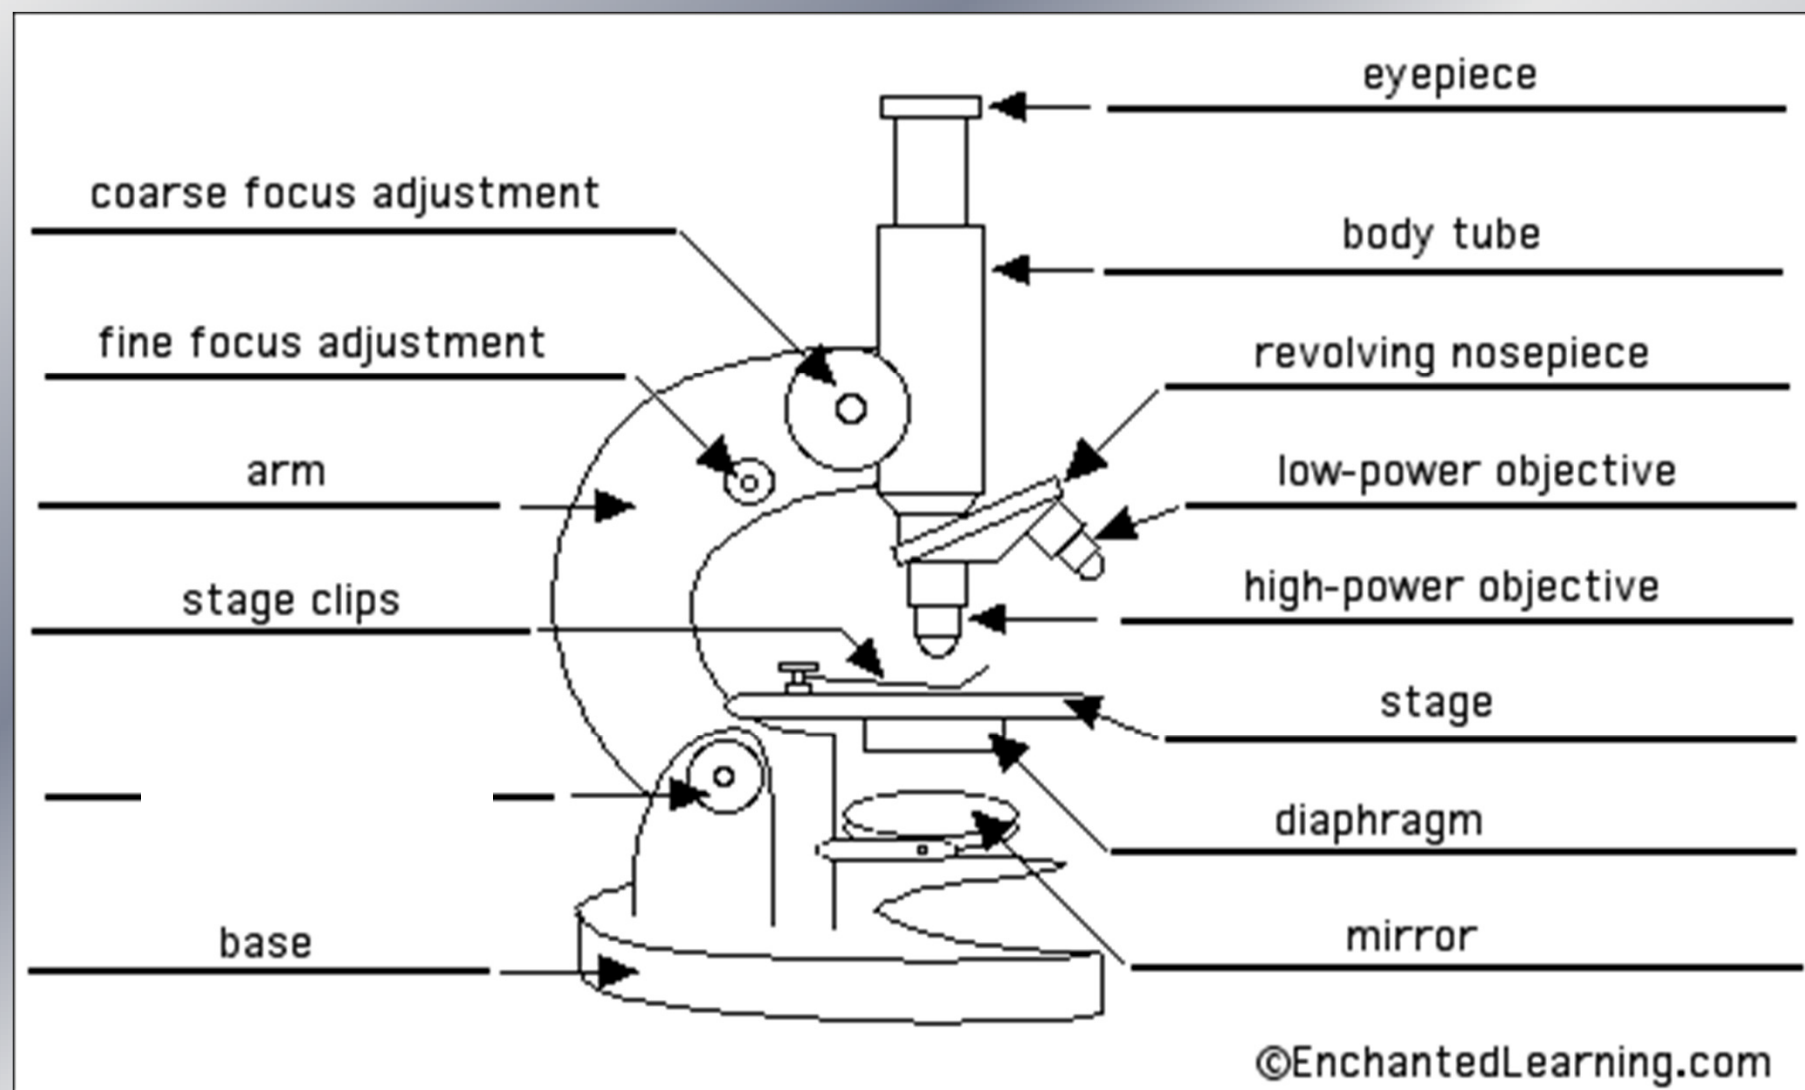 eyepiece
coarse focus adjustment
body tube
fine focus adjustment
revolving nosepiece
arm
low-power objective
stage clips
high-power objective
stage
diaphragm
base
mirror
©EnchantedLearning.com